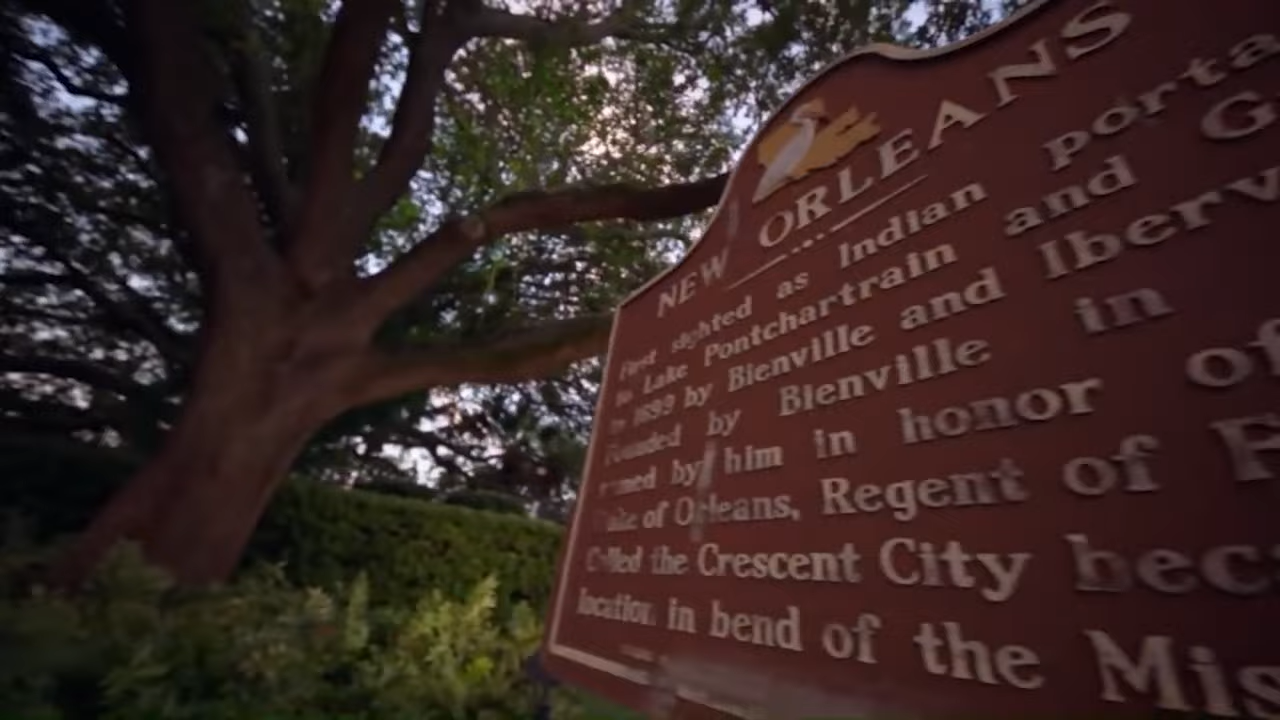 NEW ORLEANS
First sighted as Indian porta
to Lake Pontchartrain and G
in 1699 by Bienville and Iberv
Founded by Bienville in
named by him in honor of
Duke of Orleans, Regent of F
Called the Crescent City beca
location in bend of the Mis